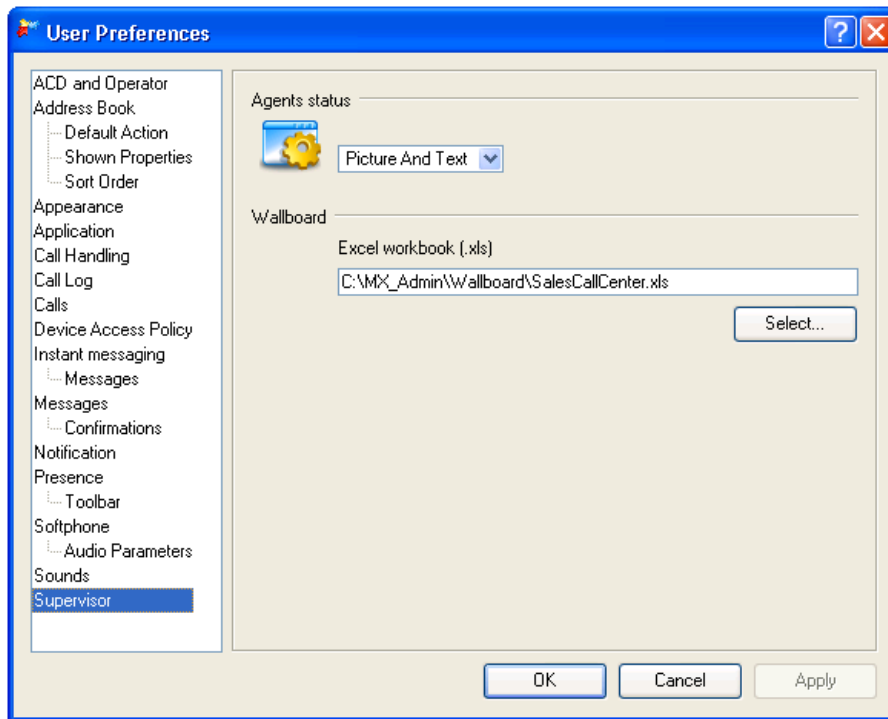 User Preferences
ACD and Operator
Address Book
Default Action
Shown Properties
Sort Order
Appearance
Application
Call Handling
Call Log
Calls
Device Access Policy
Instant messaging
Messages
Messages
Confirmations
Notification
Presence
Toolbar
Softphone
Audio Parameters
Sounds
Supervisor
Agents status
Picture And Text
Wallboard
Excel workbook (.xls)
C:\MX_Admin\Wallboard\SalesCallCenter.xls
Select...
OK Cancel Apply